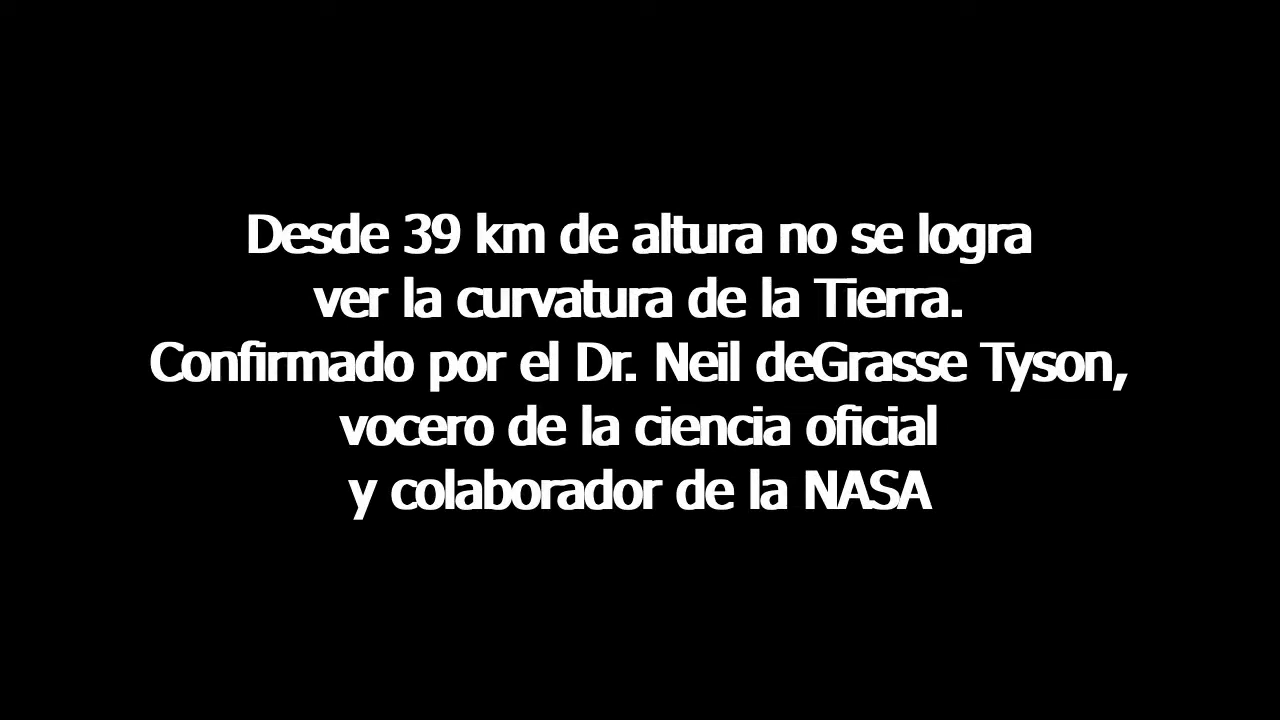 Desde 39 km de altura no se logra
ver la curvatura de la Tierra.
Confirmado por el Dr. Neil deGrasse Tyson,
vocero de la ciencia oficial
y colaborador de la NASA